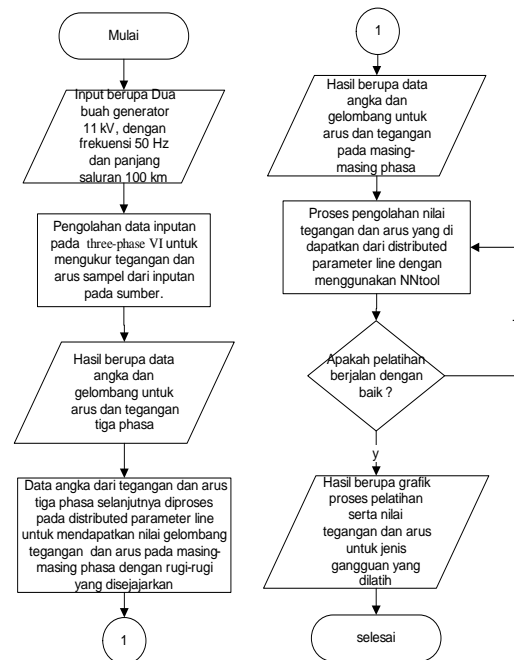 Mulai
Input berupa Dua
buah generator
11 kV, dengan
frekuensi 50 Hz
dan panjang
saluran 100 km
Pengolahan data inputan
pada three-phase VI untuk
mengukur tegangan dan
arus sampel dari inputan
pada sumber.
Hasil berupa data
angka dan
gelombang untuk
arus dan tegangan
tiga phasa
Data angka dari tegangan dan arus
tiga phasa selanjutnya diproses
pada distributed parameter line
untuk mendapatkan nilai gelombang
tegangan dan arus pada masing-
masing phasa dengan rugi-rugi
yang disejajarkan
1
1
Hasil berupa data
angka dan
gelombang untuk
arus dan tegangan
pada masing-
masing phasa
Proses pengolahan nilai
tegangan dan arus yang di
dapatkan dari distributed
parameter line dengan
menggunakan NNtool
Apakah pelatihan
berjalan dengan
baik ?
y
Hasil berupa grafik
proses pelatihan
serta nilai
tegangan dan arus
untuk jenis
gangguan yang
dilatih
selesai